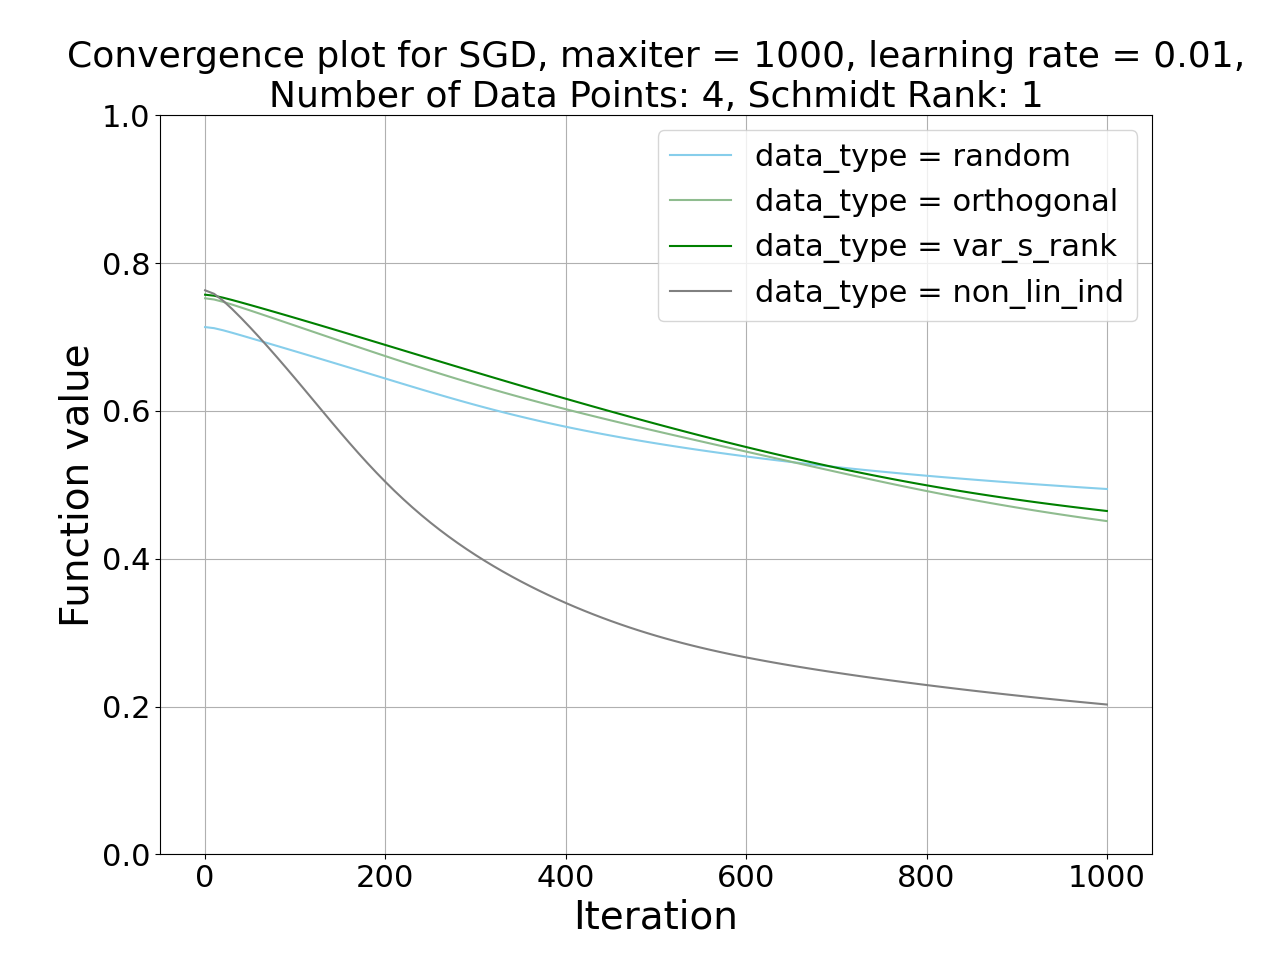 Convergence plot for SGD, maxiter = 1000, learning rate = 0.01,
Number of Data Points: 4, Schmidt Rank: 1
1.0
0.8
0.6
0.4
0.2
0.0
Function value
data_type = random
data_type = orthogonal
data_type = var_s_rank
data_type = non_lin_ind
0 200 400 600 800 1000
Iteration